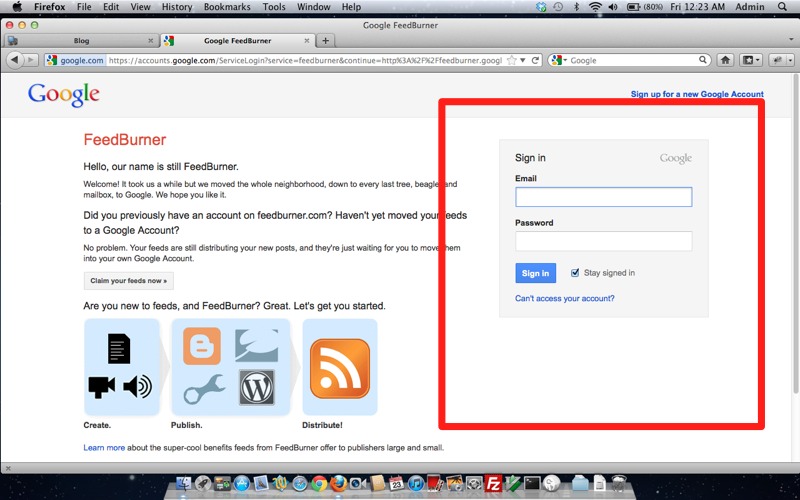 Firefox File Edit View History Bookmarks Tools Window Help (80%) Fri 12:23 AM Admin
Google FeedBurner
Blog Google FeedBurner
google.com https://accounts.google.com/ServiceLogin?service=feedburner&continue=http%3A%2F%2Ffeedburner.googl Google
Google
Sign up for a new Google Account
FeedBurner
Hello, our name is still FeedBurner.
Welcome! It took us a while but we moved the whole neighborhood, down to every last tree, beagle and
mailbox, to Google. We hope you like it.
Did you previously have an account on feedburner.com? Haven't yet moved your feeds
to a Google Account?
No problem. Your feeds are still distributing your new posts, and they're just waiting for you to move them
into your own Google Account.
Claim your feeds now »
Are you new to feeds, and FeedBurner? Great. Let's get you started.
Create. Publish. Distribute!
Learn more about the super-cool benefits feeds from FeedBurner offer to publishers large and small.
Sign in Google
Email
Password
Sign in Stay signed in
Can't access your account?
23